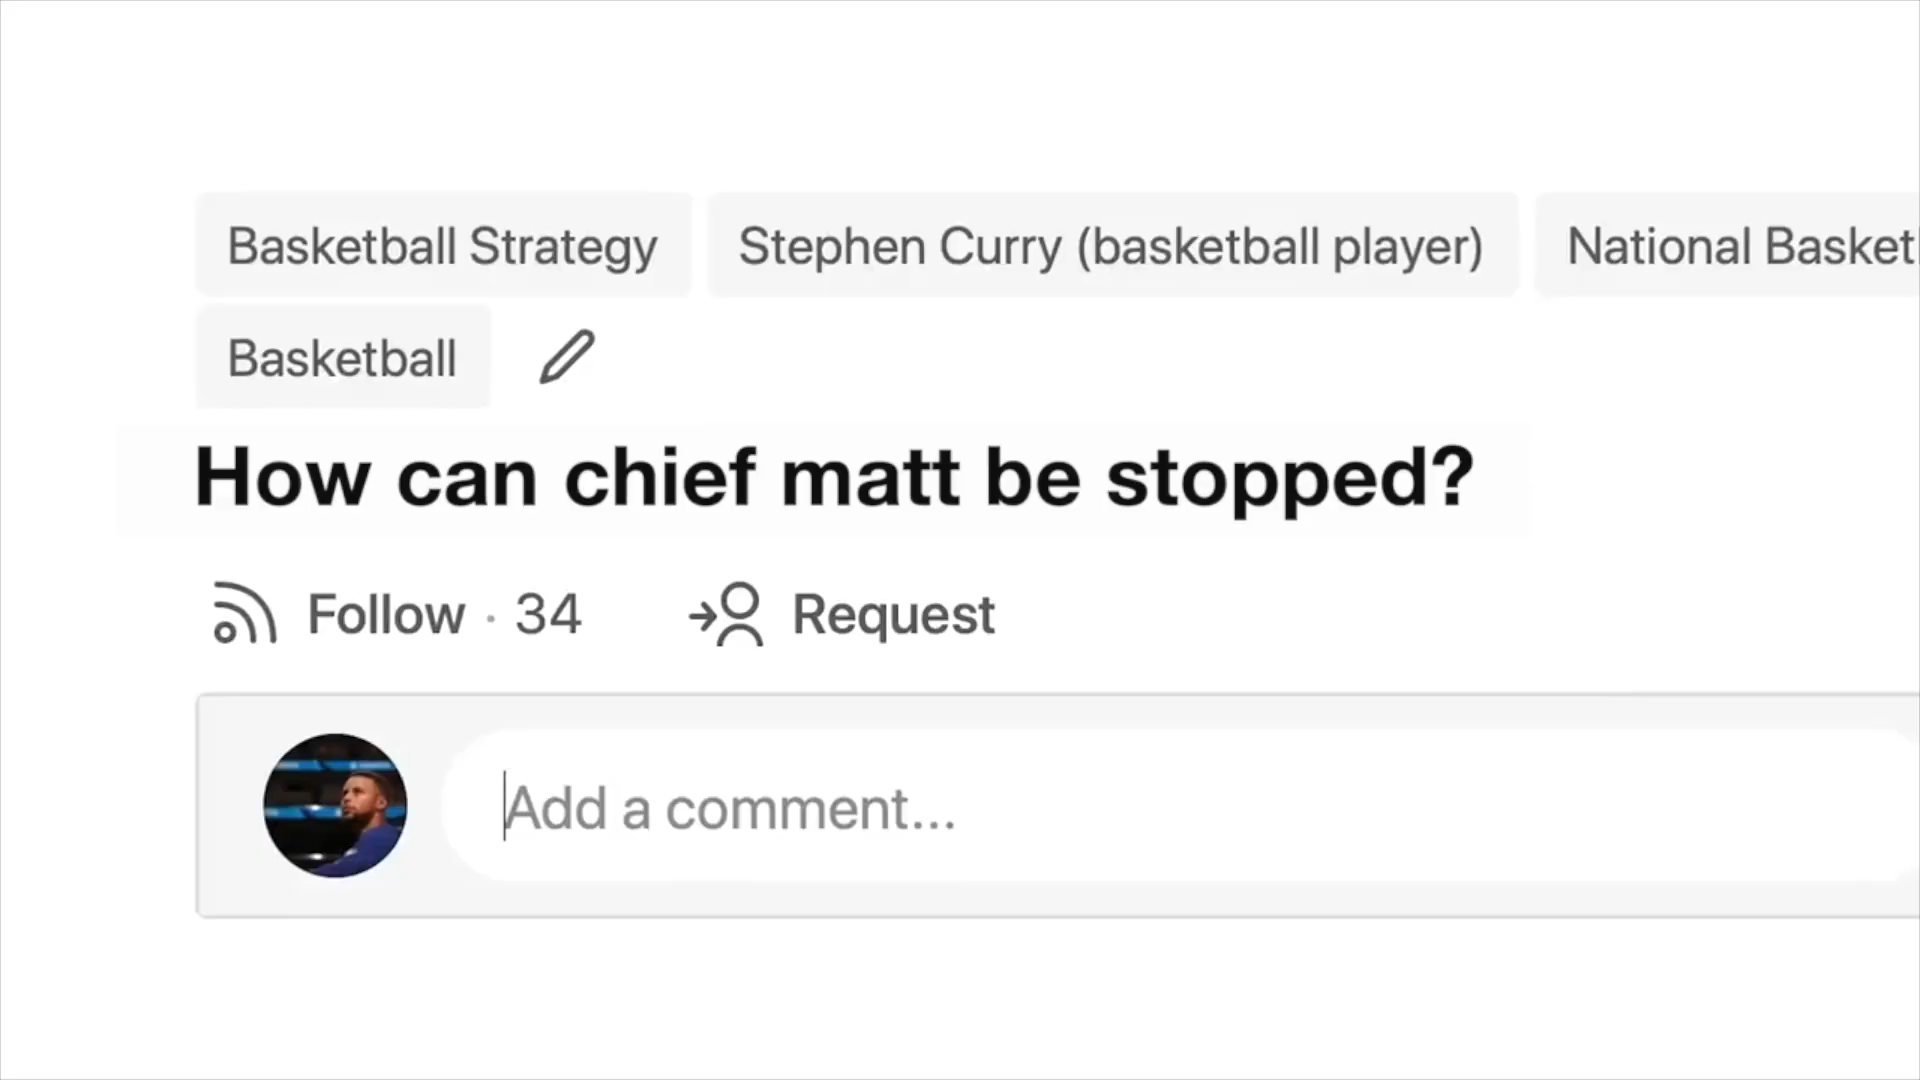 Basketball Strategy Stephen Curry (basketball player) National Basket
Basketball
How can chief matt be stopped?
Follow · 34 Request
Add a comment...